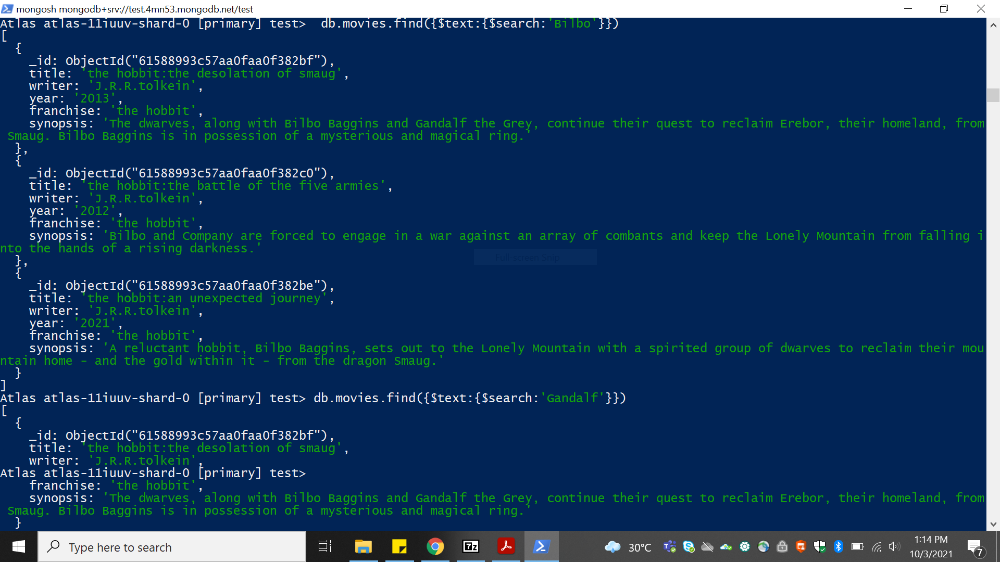 mongosh mongodb+srv://test.4mn53.mongodb.net/test
Atlas atlas-11iuuv-shard-0 [primary] test>  db.movies.find({$text:{$search:'Bilbo'}})
[
  {
    _id: ObjectId("61588993c57aa0faa0f382bf"),
    title: 'the hobbit:the desolation of smaug',
    writer: 'J.R.R.tolkein',
    year: '2013',
    franchise: 'the hobbit',
    synopsis: 'The dwarves, along with Bilbo Baggins and Gandalf the Grey, continue their quest to reclaim Erebor, their homeland, from
 Smaug. Bilbo Baggins is in possession of a mysterious and magical ring.'
  },
  {
    _id: ObjectId("61588993c57aa0faa0f382c0"),
    title: 'the hobbit:the battle of the five armies',
    writer: 'J.R.R.tolkein',
    year: '2012',
    franchise: 'the hobbit',
    synopsis: 'Bilbo and Company are forced to engage in a war against an array of combants and keep the Lonely Mountain from falling i
nto the hands of a rising darkness.'
Full-screen Snip
  },
  {
    _id: ObjectId("61588993c57aa0faa0f382be"),
    title: 'the hobbit:an unexpected journey',
    writer: 'J.R.R.tolkein',
    year: '2021',
    franchise: 'the hobbit',
    synopsis: 'A reluctant hobbit, Bilbo Baggins, sets out to the Lonely Mountain with a spirited group of dwarves to reclaim their mou
ntain home - and the gold within it - from the dragon Smaug.'
  }
]
Atlas atlas-11iuuv-shard-0 [primary] test> db.movies.find({$text:{$search:'Gandalf'}})
[
  {
    _id: ObjectId("61588993c57aa0faa0f382bf"),
    title: 'the hobbit:the desolation of smaug',
    writer: 'J.R.R.tolkein',
Atlas atlas-11iuuv-shard-0 [primary] test>
    franchise: 'the hobbit',
    synopsis: 'The dwarves, along with Bilbo Baggins and Gandalf the Grey, continue their quest to reclaim Erebor, their homeland, from
 Smaug. Bilbo Baggins is in possession of a mysterious and magical ring.'
  }
Type here to search
7z
30°C
1:14 PM
10/3/2021
7